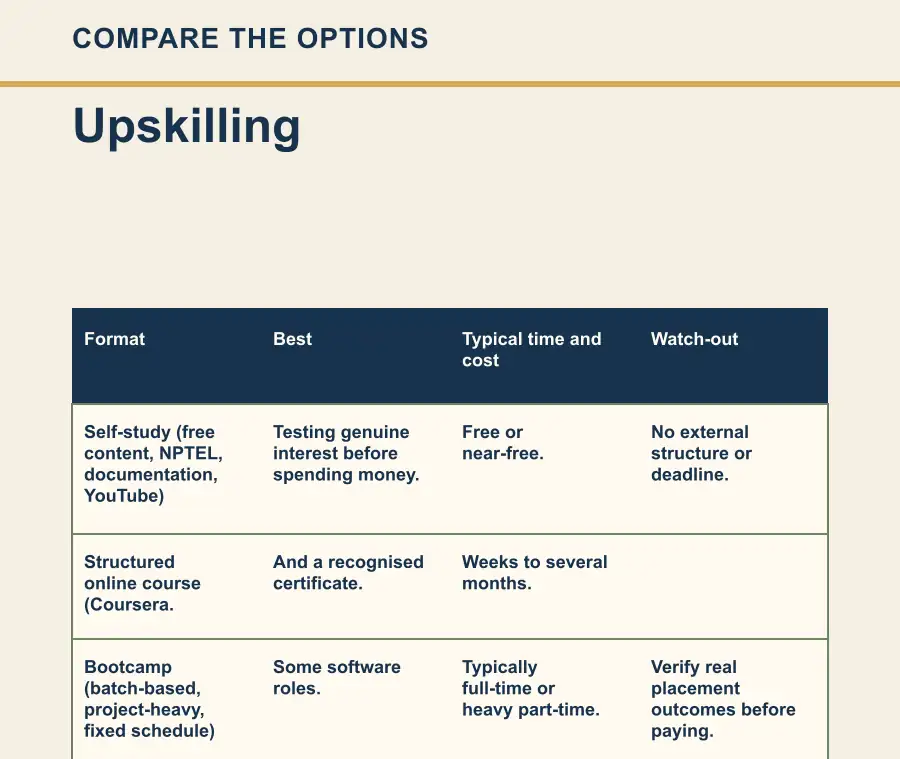 COMPARE THE OPTIONS
Upskilling
Format
Best
Typical time and
cost
Watch-out
Self-study (free
content, NPTEL,
documentation,
YouTube)
Testing genuine
interest before
spending money.
Free or
near-free.
No external
structure or
deadline.
Structured
online course
(Coursera.
And a recognised
certificate.
Weeks to several
months.
Bootcamp
(batch-based,
project-heavy,
fixed schedule)
Some software
roles.
Typically
full-time or
heavy part-time.
Verify real
placement
outcomes before
paying.